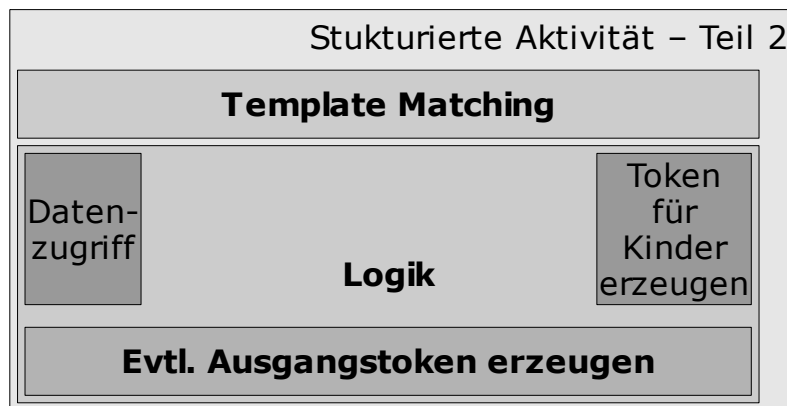 Stukturierte Aktivität – Teil 2
Template Matching
Daten-
zugriff
Logik
Token
für
Kinder
erzeugen
Evtl. Ausgangstoken erzeugen